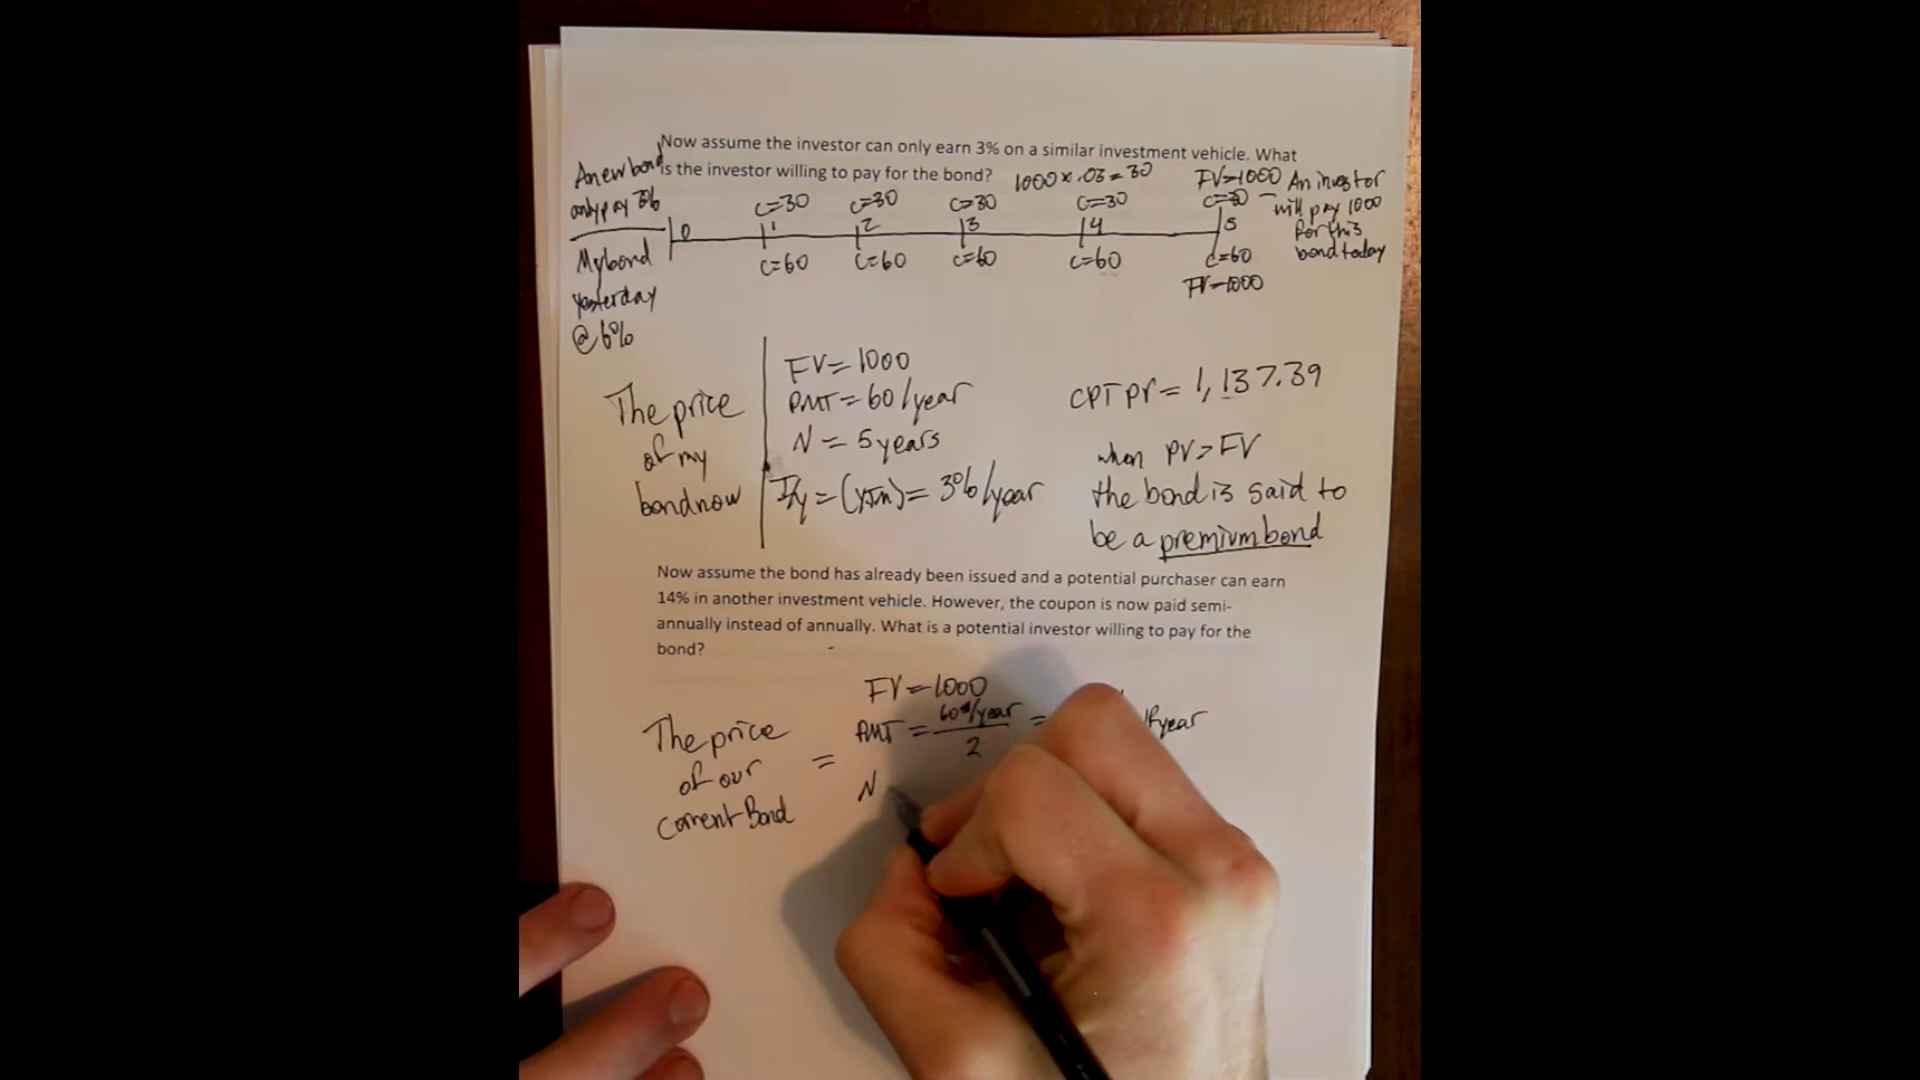 Now assume the investor can only earn 3% on a similar investment vehicle. What
is the investor willing to pay for the bond? 1000 × .03 = 30
A new bond
only pay 3%
My bond
yesterday
@ 6%
C=30 C=30 C=30 C=30 C=30
FV=1000
0 1 2 3 4 5
C=60 C=60 C=60 C=60 C=60
FV=1000
An investor
will pay 1000
for this
bond today
The price
of my
bond now
FV = 1000
PMT = 60/year
N = 5 years
I/y = (YTM) = 3%/year
CPT PV = 1,137.39
when PV > FV
the bond is said to
be a premium bond
Now assume the bond has already been issued and a potential purchaser can earn
14% in another investment vehicle. However, the coupon is now paid semi-
annually instead of annually. What is a potential investor willing to pay for the
bond?
The price
of our
current Bond
=
FV = 1000
PMT = 60/year =
2
year
N